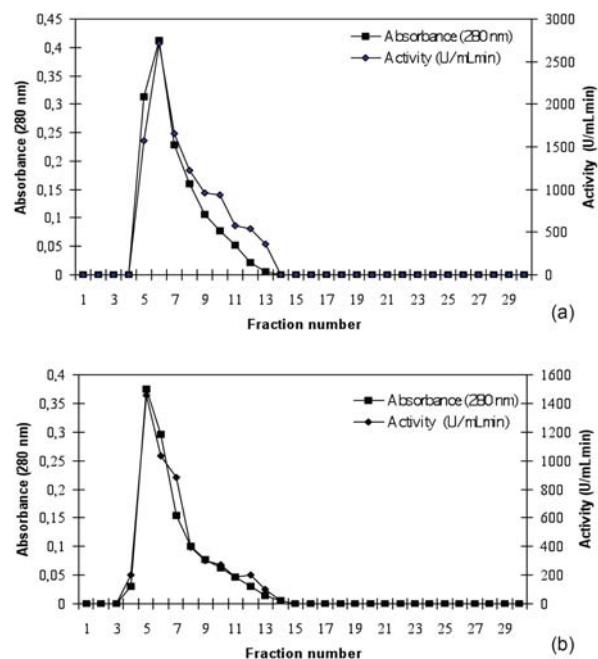 0,45
0,4
0,35
0,3
0,25
0,2
0,15
0,1
0,05
0
Absorbance (280 nm)
Absorbance (280 nm)
Activity (U/mLmin)
3000
2500
2000
1500
1000
500
0
Activity (U/mLmin)
1 3 5 7 9 11 13 15 17 19 21 23 25 27 29
Fraction number
(a)
0,4
0,35
0,3
0,25
0,2
0,15
0,1
0,05
0
Absorbance (280 nm)
Absorbance (280 nm)
Activity (U/mLmin)
1600
1400
1200
1000
800
600
400
200
0
Activity (U/mLmin)
1 3 5 7 9 11 13 15 17 19 21 23 25 27 29
Fraction number
(b)